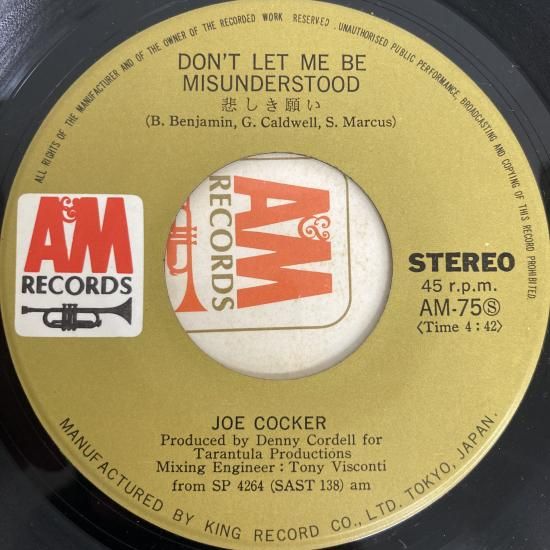 ALL RIGHTS OF THE MANUFACTURER AND OF THE OWNER OF THE RECORDED WORK RESERVED. UNAUTHORISED PUBLIC PERFORMANCE, BROADCASTING AND COPYING OF THIS RECORD PROHIBITED.
DON'T LET ME BE
MISUNDERSTOOD
悲しき願い
(B. Benjamin, G. Caldwell, S. Marcus)
A&M
RECORDS
A&M
RECORDS
STEREO
45 r.p.m.
AM-75Ⓢ
〈Time 4:42〉
JOE COCKER
Produced by Denny Cordell for
Tarantula Productions
Mixing Engineer : Tony Visconti
from SP 4264 (SAST 138) am
MANUFACTURED BY KING RECORD CO., LTD. TOKYO, JAPAN.